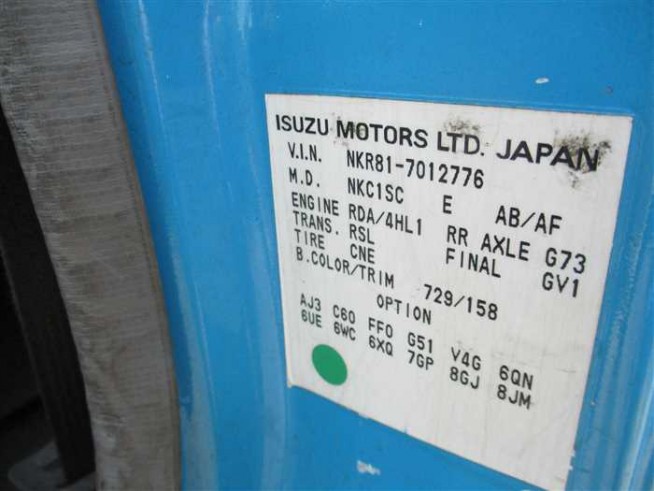 ISUZU MOTORS LTD. JAPAN
V.I.N. NKR81-7012776
M.D. NKC1SC E AB/AF
ENGINE RDA/4HL1 RR AXLE G73
TRANS. RSL FINAL GV1
TIRE CNE
B.COLOR/TRIM 729/158
OPTION
AJ3 C60 FF0 G51 V4G 6QN
6UE 6WC 6XQ 7GP 8GJ 8JM